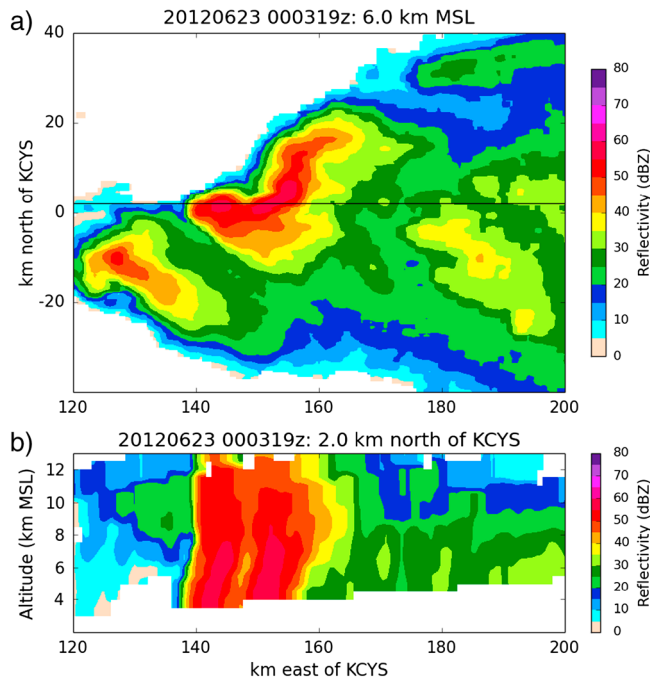 a)
20120623 000319z: 6.0 km MSL
km north of KCYS
40
20
0
-20
120 140 160 180 200
80
70
60
50
40
30
20
10
0
Reflectivity (dBZ)
b)
20120623 000319z: 2.0 km north of KCYS
Altitude (km MSL)
12
10
8
6
4
120 140 160 180 200
km east of KCYS
80
70
60
50
40
30
20
10
0
Reflectivity (dBZ)